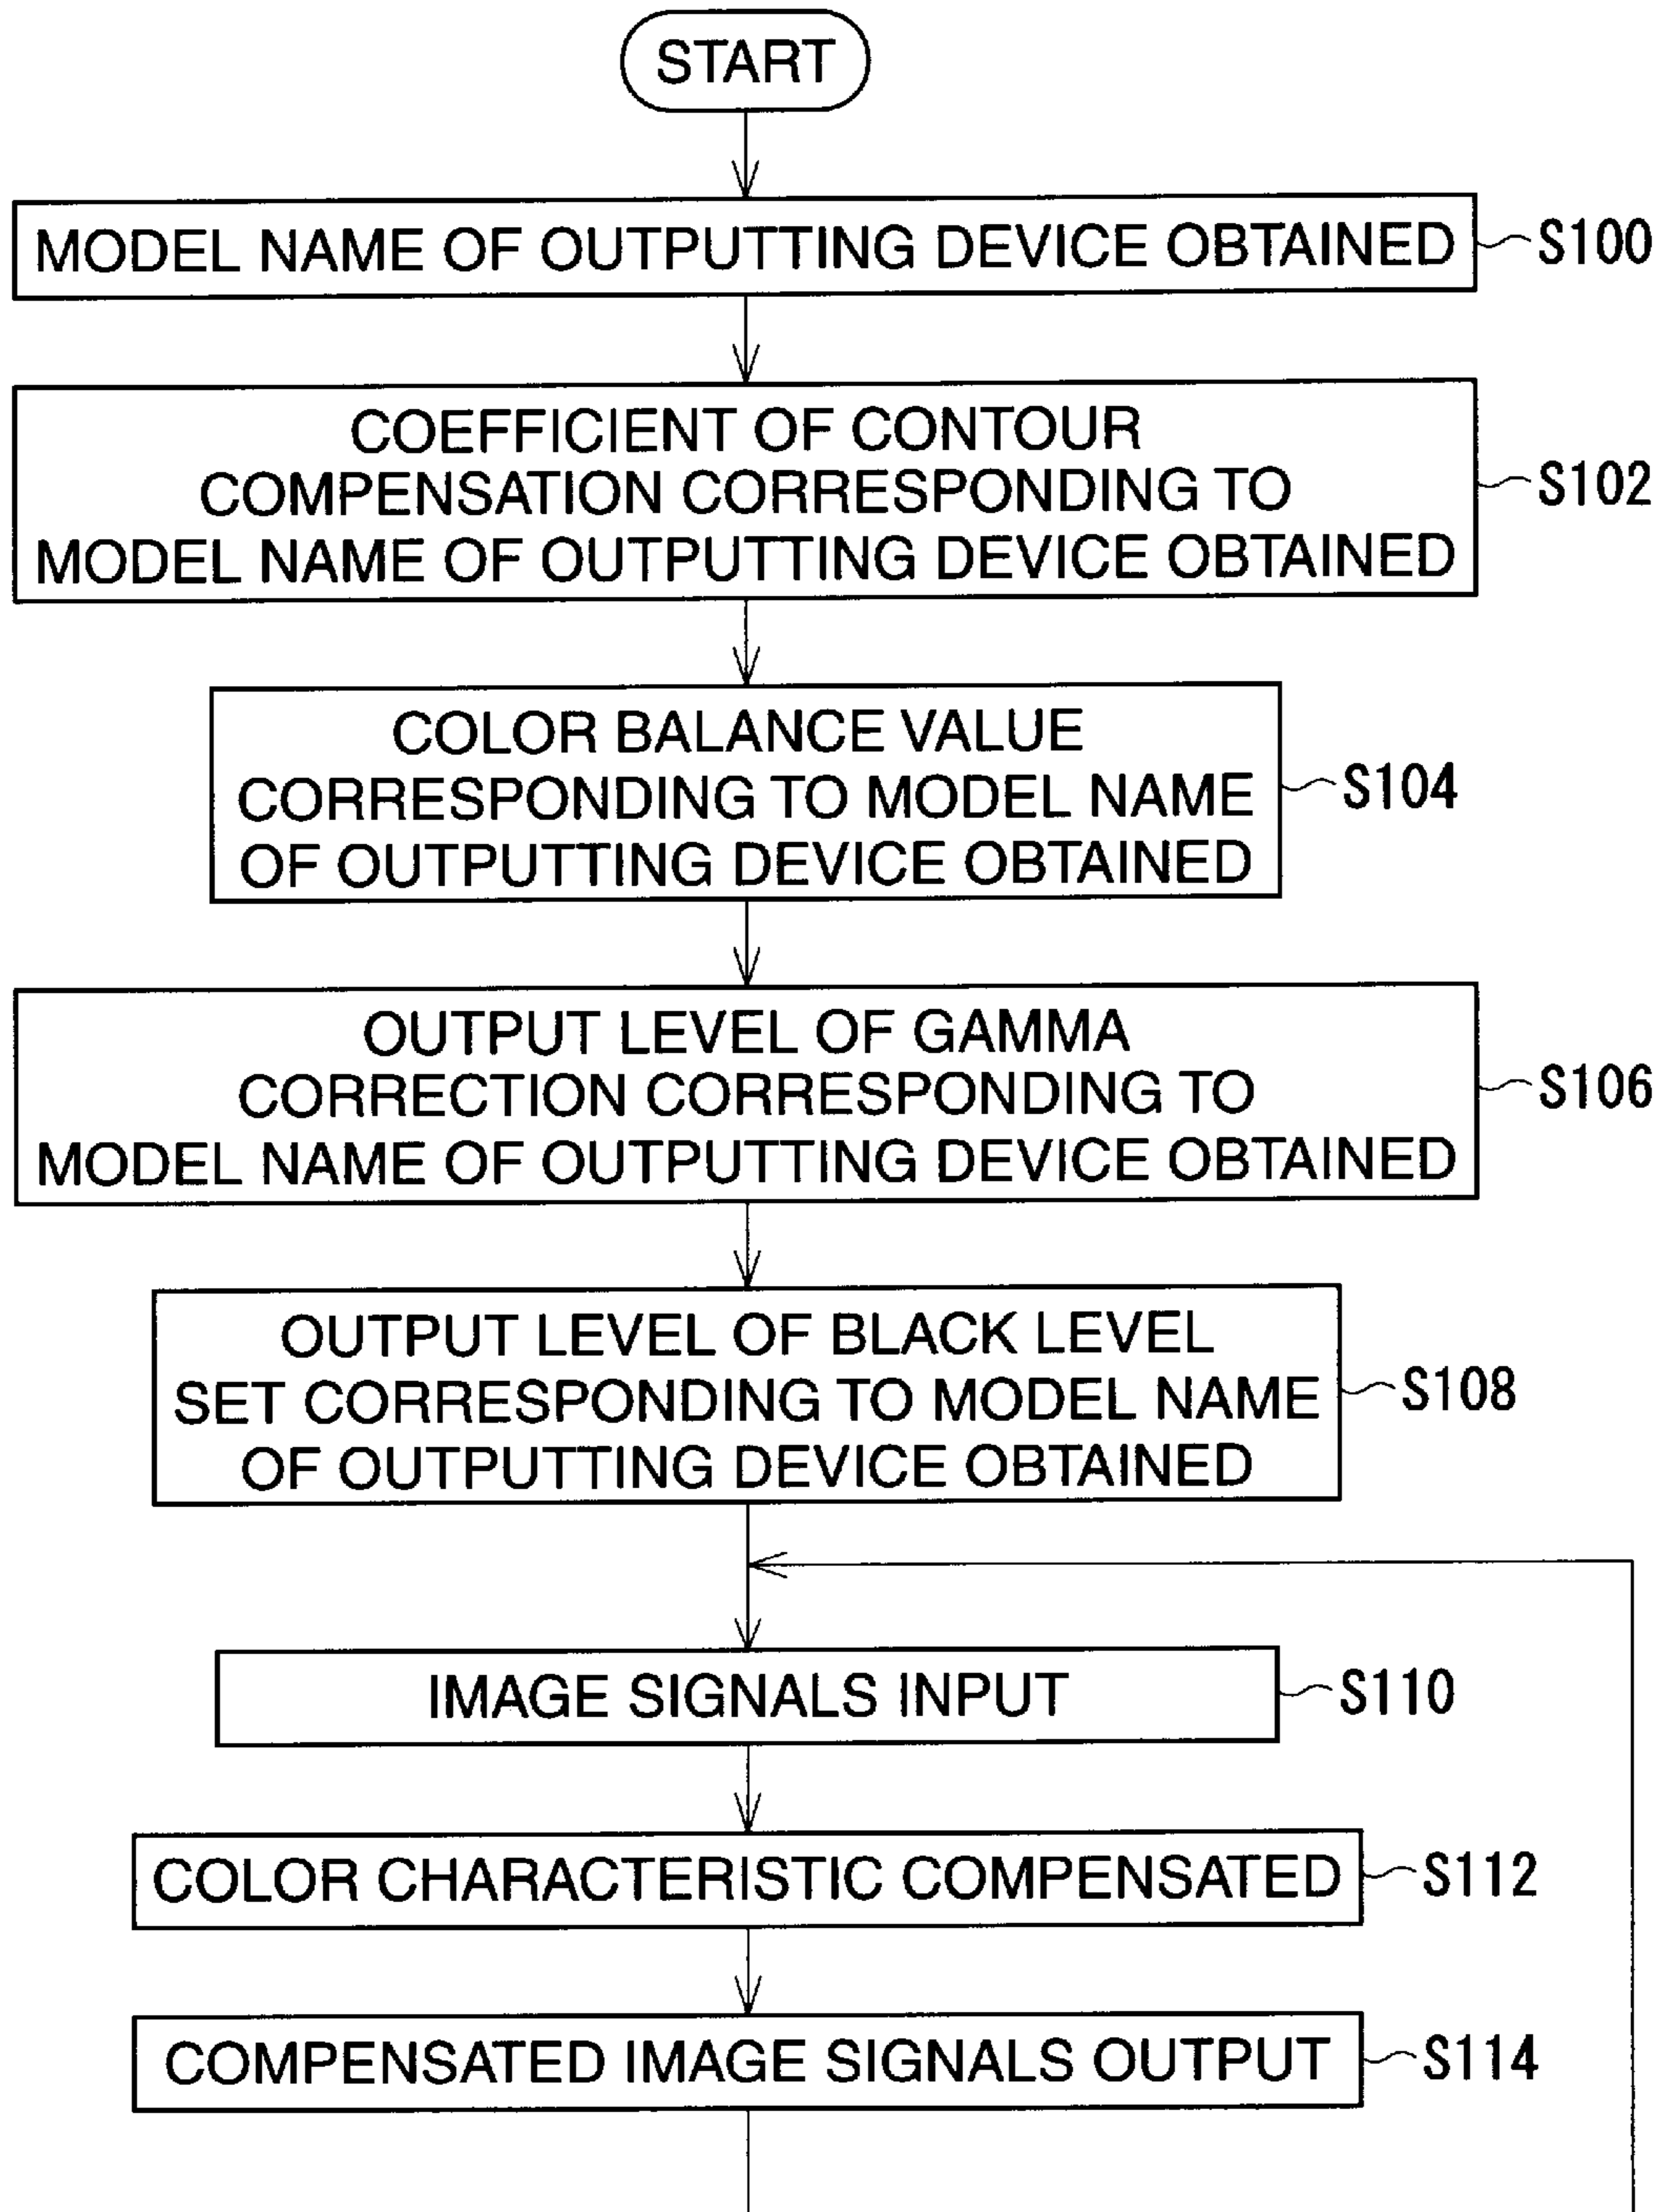 START
MODEL NAME OF OUTPUTTING DEVICE OBTAINED
S100
COEFFICIENT OF CONTOUR
COMPENSATION CORRESPONDING TO
MODEL NAME OF OUTPUTTING DEVICE OBTAINED
S102
COLOR BALANCE VALUE
CORRESPONDING TO MODEL NAME
OF OUTPUTTING DEVICE OBTAINED
S104
OUTPUT LEVEL OF GAMMA
CORRECTION CORRESPONDING TO
MODEL NAME OF OUTPUTTING DEVICE OBTAINED
S106
OUTPUT LEVEL OF BLACK LEVEL
SET CORRESPONDING TO MODEL NAME
OF OUTPUTTING DEVICE OBTAINED
S108
IMAGE SIGNALS INPUT
S110
COLOR CHARACTERISTIC COMPENSATED
S112
COMPENSATED IMAGE SIGNALS OUTPUT
S114